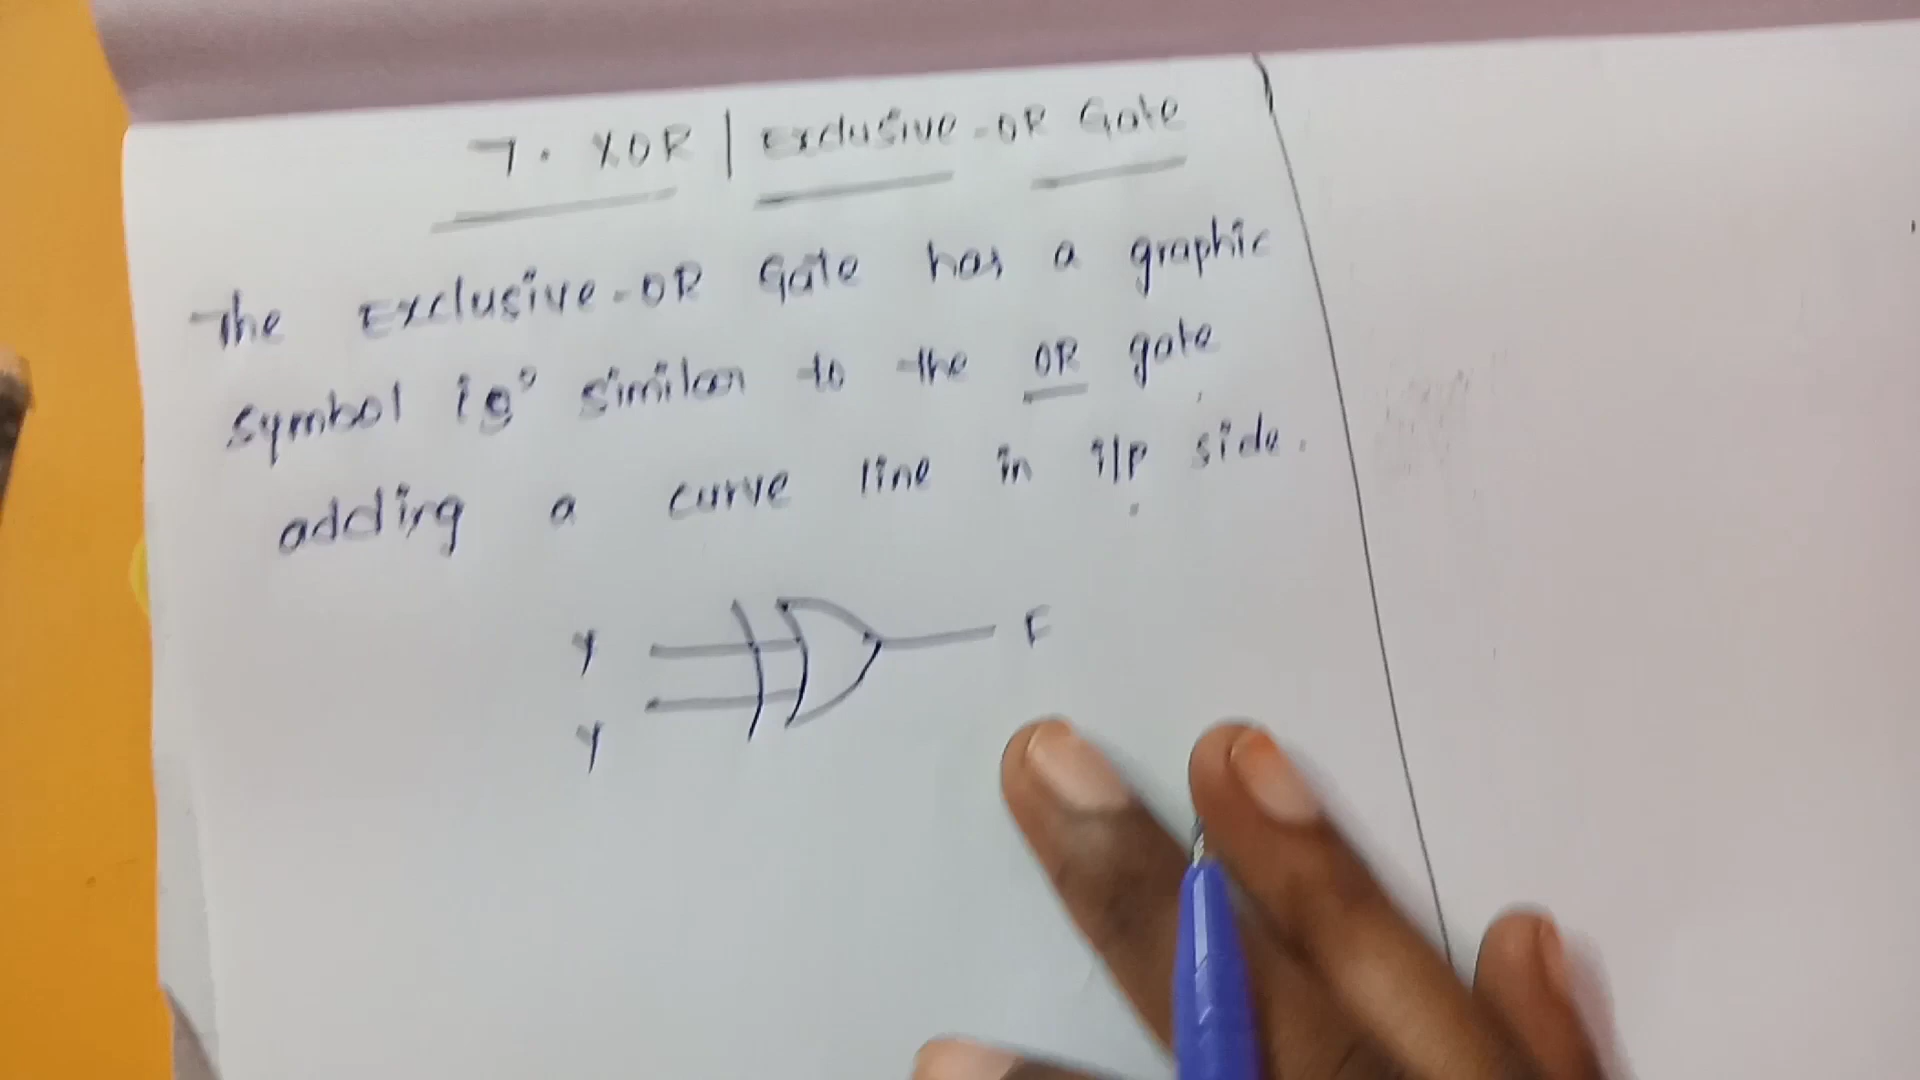 7. XOR | Exclusive-OR Gate
The Exclusive-OR Gate has a graphic
symbol is similar to the OR gate
adding a curve line in i/p side.
Y F
Y